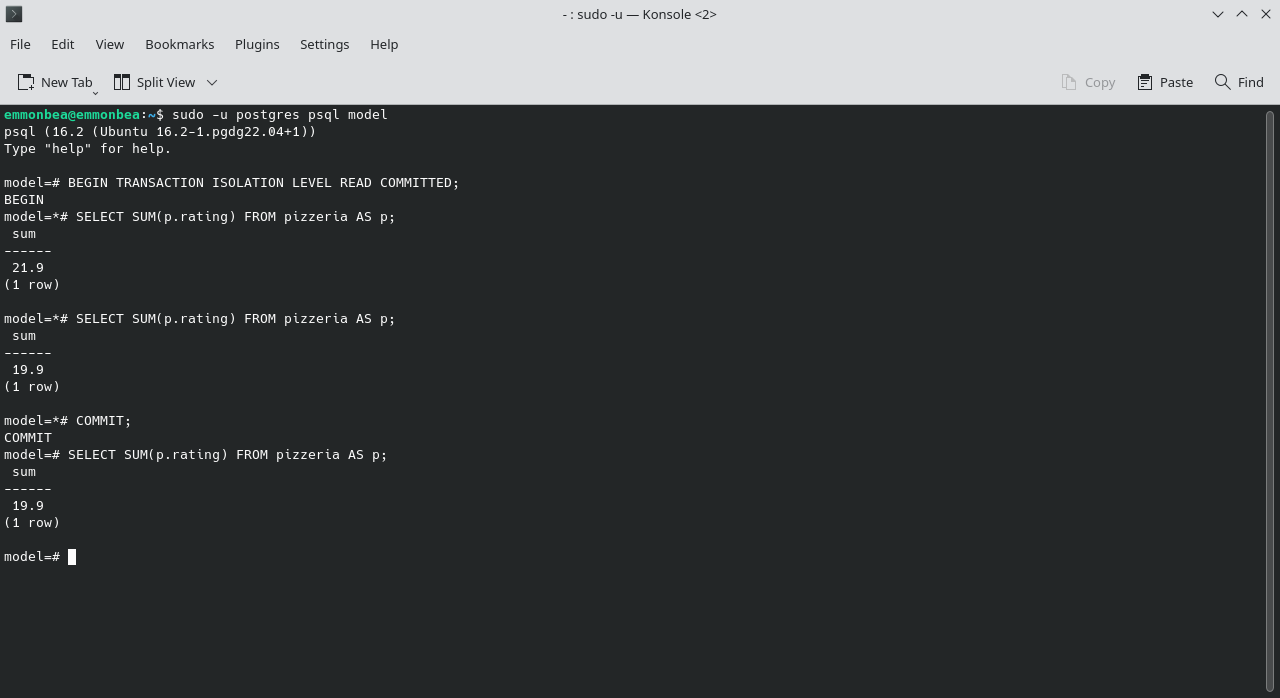 - : sudo -u — Konsole <2>
File Edit View Bookmarks Plugins Settings Help
New Tab Split View Copy Paste Find
emmonbea@emmonbea:~$ sudo -u postgres psql model
psql (16.2 (Ubuntu 16.2-1.pgdg22.04+1))
Type "help" for help.
model=# BEGIN TRANSACTION ISOLATION LEVEL READ COMMITTED;
BEGIN
model=*# SELECT SUM(p.rating) FROM pizzeria AS p;
 sum
------
 21.9
(1 row)
model=*# SELECT SUM(p.rating) FROM pizzeria AS p;
 sum
------
 19.9
(1 row)
model=*# COMMIT;
COMMIT
model=# SELECT SUM(p.rating) FROM pizzeria AS p;
 sum
------
 19.9
(1 row)
model=#